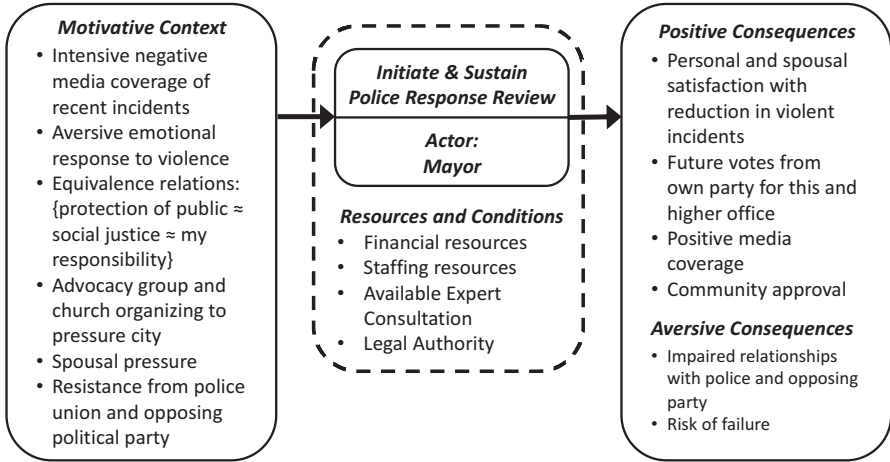 Motivative Context
• Intensive negative
media coverage of
recent incidents
• Aversive emotional
response to violence
• Equivalence relations:
{protection of public ≈
social justice ≈ my
responsibility}
• Advocacy group and
church organizing to
pressure city
• Spousal pressure
• Resistance from police
union and opposing
political party
Initiate & Sustain
Police Response Review
Actor:
Mayor
Resources and Conditions
• Financial resources
• Staffing resources
• Available Expert
Consultation
• Legal Authority
Positive Consequences
• Personal and spousal
satisfaction with
reduction in violent
incidents
• Future votes from
own party for this and
higher office
• Positive media
coverage
• Community approval
Aversive Consequences
• Impaired relationships
with police and opposing
party
• Risk of failure